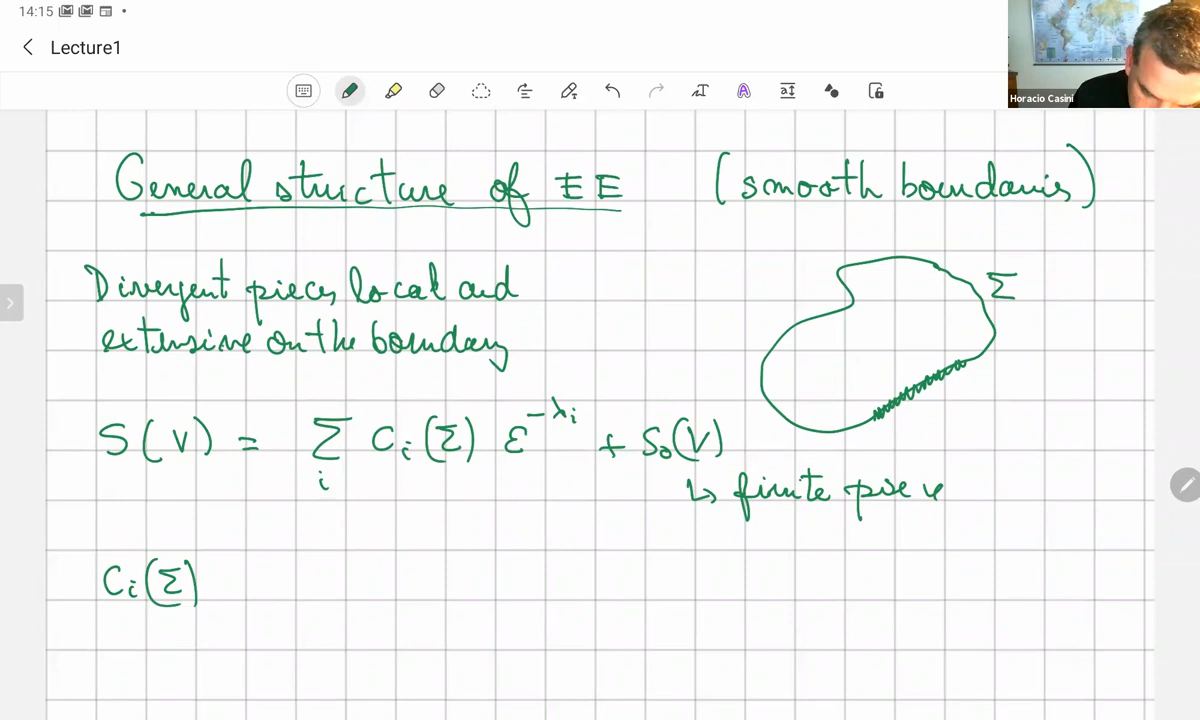 14:15
Lecture1
Horacio Casini
General structure of EE (smooth boundaries)
Divergent pieces local and
extensive on the boundary
Σ
S(V) = Σ_i C_i(Σ) ε^{-λ_i} + S_0(V)
↳ finite piece
C_i(Σ)